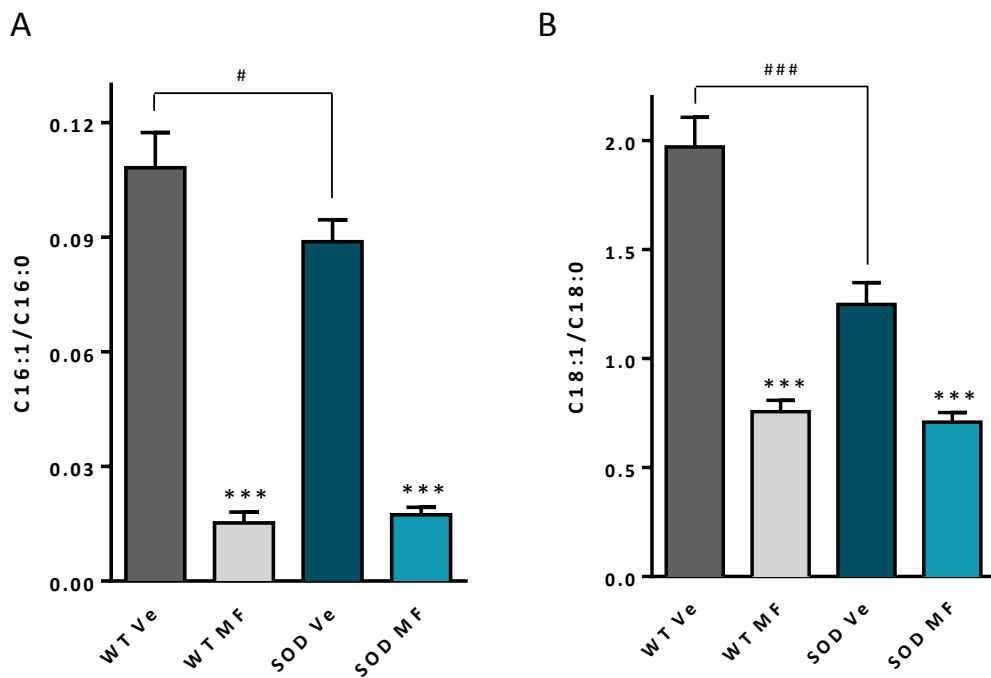 A
#
0.12
0.09
0.06
0.03
0.00
C16:1/C16:0
***
***
WT Ve
WT MF
SOD Ve
SOD MF
B
###
2.0
1.5
1.0
0.5
0.0
C18:1/C18:0
***
***
WT Ve
WT MF
SOD Ve
SOD MF